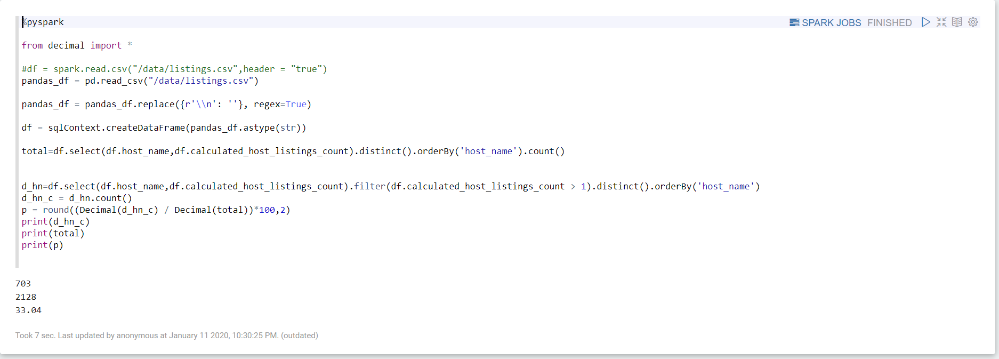 %pyspark
SPARK JOBS FINISHED
from decimal import *
#df = spark.read.csv("/data/listings.csv",header = "true")
pandas_df = pd.read_csv("/data/listings.csv")
pandas_df = pandas_df.replace({r'\\n': ''}, regex=True)
df = sqlContext.createDataFrame(pandas_df.astype(str))
total=df.select(df.host_name,df.calculated_host_listings_count).distinct().orderBy('host_name').count()
d_hn=df.select(df.host_name,df.calculated_host_listings_count).filter(df.calculated_host_listings_count > 1).distinct().orderBy('host_name')
d_hn_c = d_hn.count()
p = round((Decimal(d_hn_c) / Decimal(total))*100,2)
print(d_hn_c)
print(total)
print(p)
703
2128
33.04
Took 7 sec. Last updated by anonymous at January 11 2020, 10:30:25 PM. (outdated)